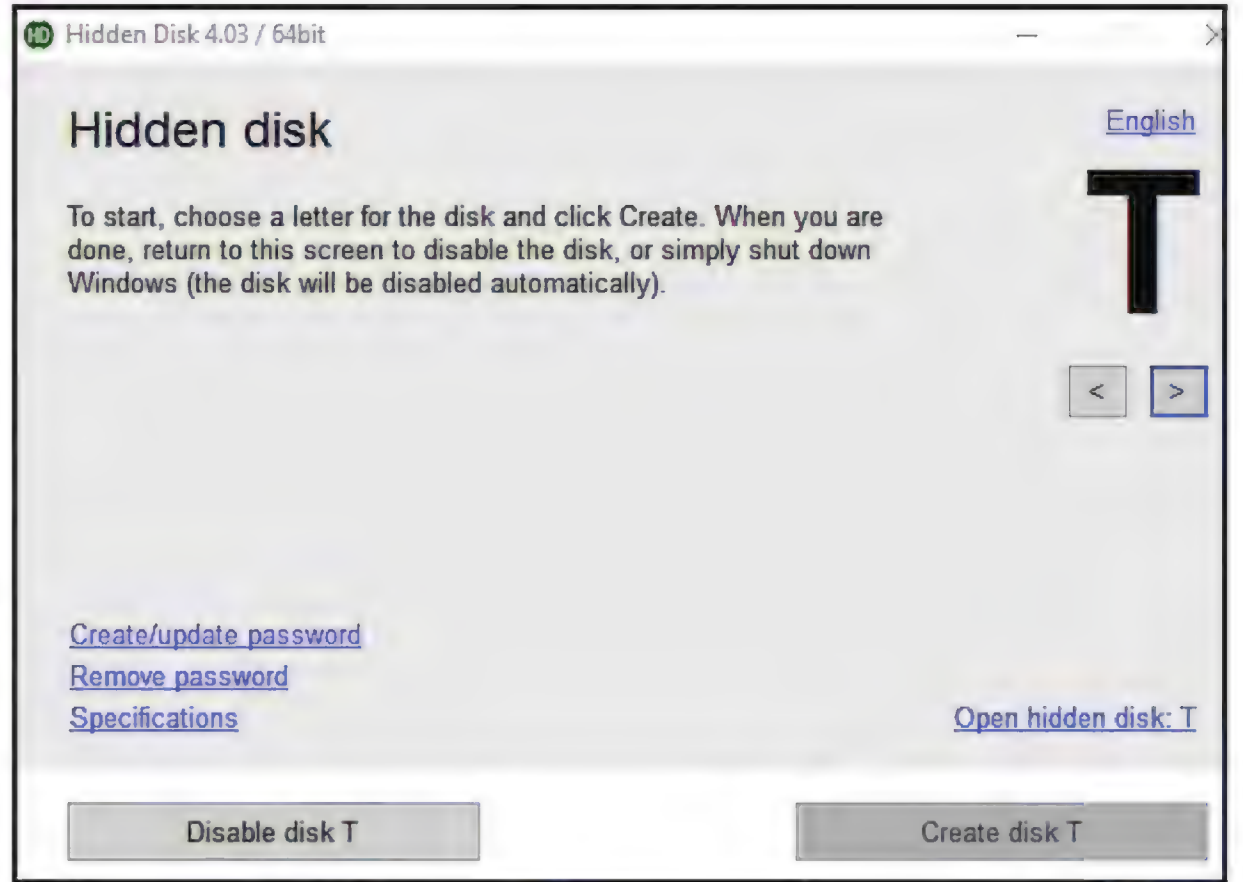 HD Hidden Disk 4.03 / 64bit
Hidden disk
English
To start, choose a letter for the disk and click Create. When you are
done, return to this screen to disable the disk, or simply shut down
Windows (the disk will be disabled automatically).
T
< >
Create/update password
Remove password
Specifications
Open hidden disk: T
Disable disk T
Create disk T